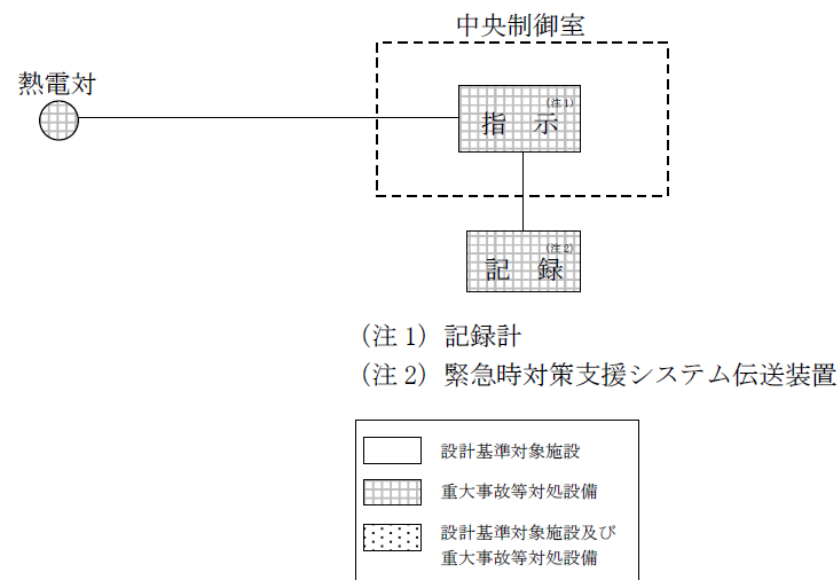 中央制御室
熱電対
(注1)
指 示
(注2)
記 録
(注 1) 記録計
(注 2) 緊急時対策支援システム伝送装置
設計基準対象施設
重大事故等対処設備
設計基準対象施設及び
重大事故等対処設備